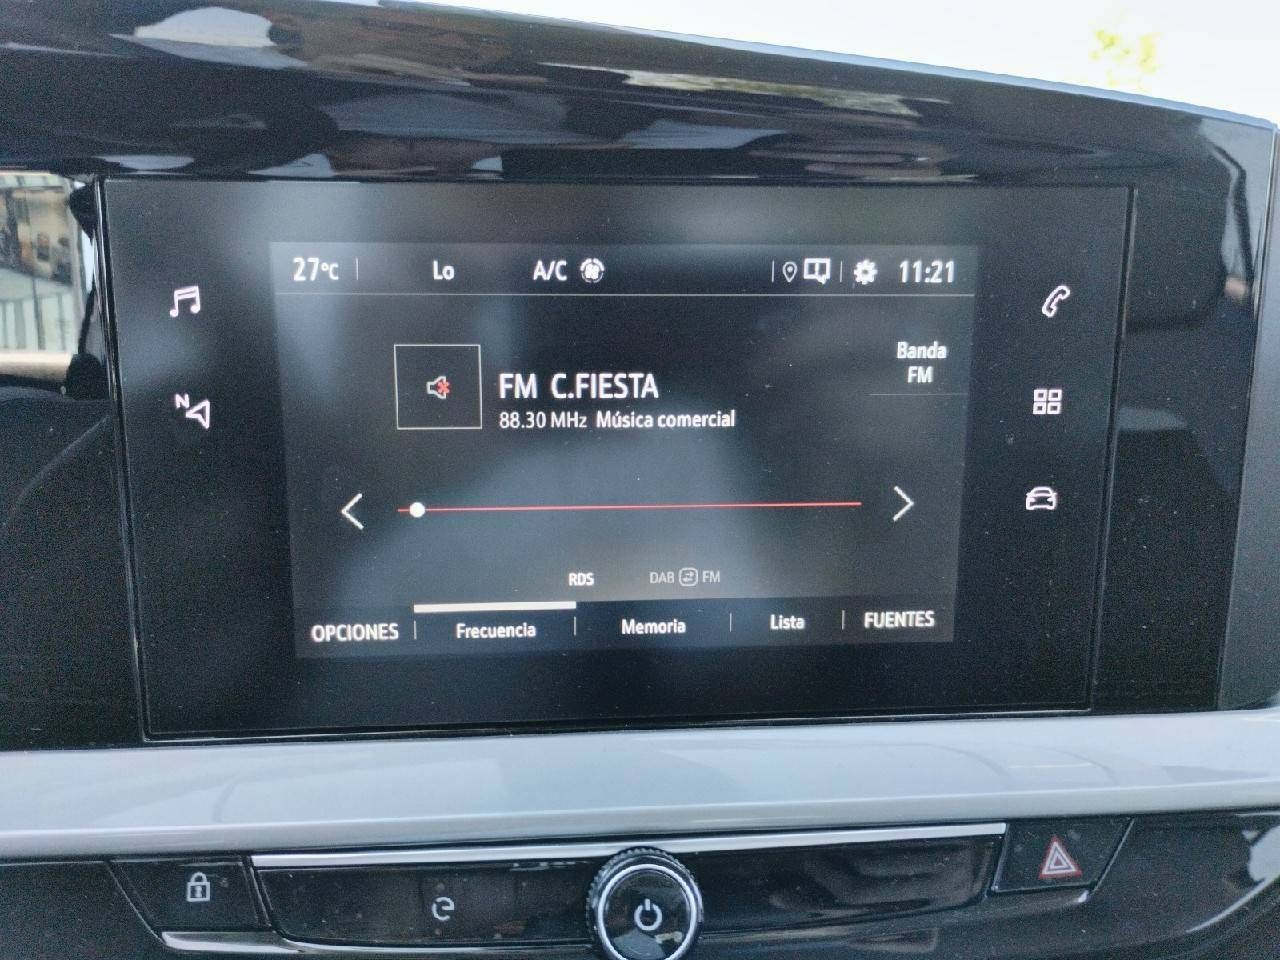 27°C Lo A/C 11:21
Banda
FM
FM C.FIESTA
88.30 MHz Música comercial
N
RDS DAB FM
OPCIONES Frecuencia Memoria Lista FUENTES